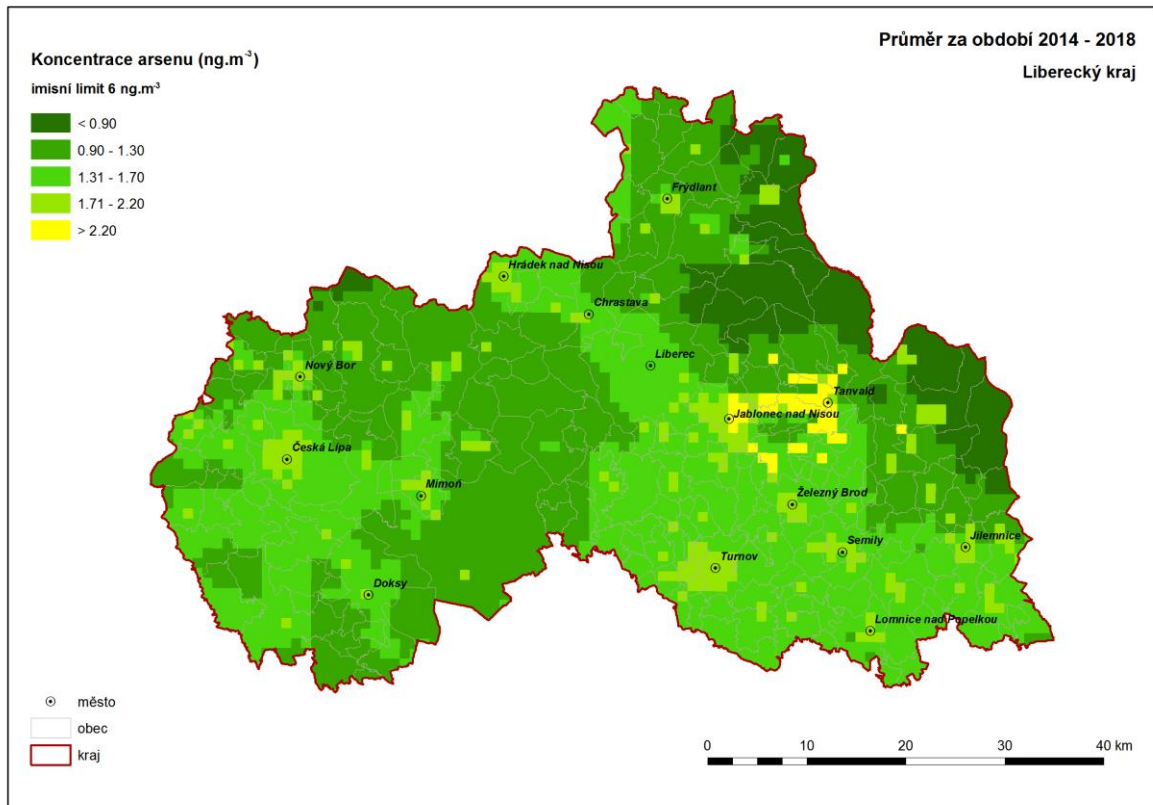 Průměr za období 2014 - 2018
Liberecký kraj
Koncentrace arsenu (ng.m⁻³)
imisní limit 6 ng.m⁻³
< 0.90
0.90 - 1.30
1.31 - 1.70
1.71 - 2.20
> 2.20
Frýdlant
Hrádek nad Nisou
Chrastava
Liberec
Nový Bor
Tanvald
Jablonec nad Nisou
Česká Lípa
Mimoň
Železný Brod
Semily
Jilemnice
Turnov
Doksy
Lomnice nad Popelkou
město
obec
kraj
0 10 20 30 40 km